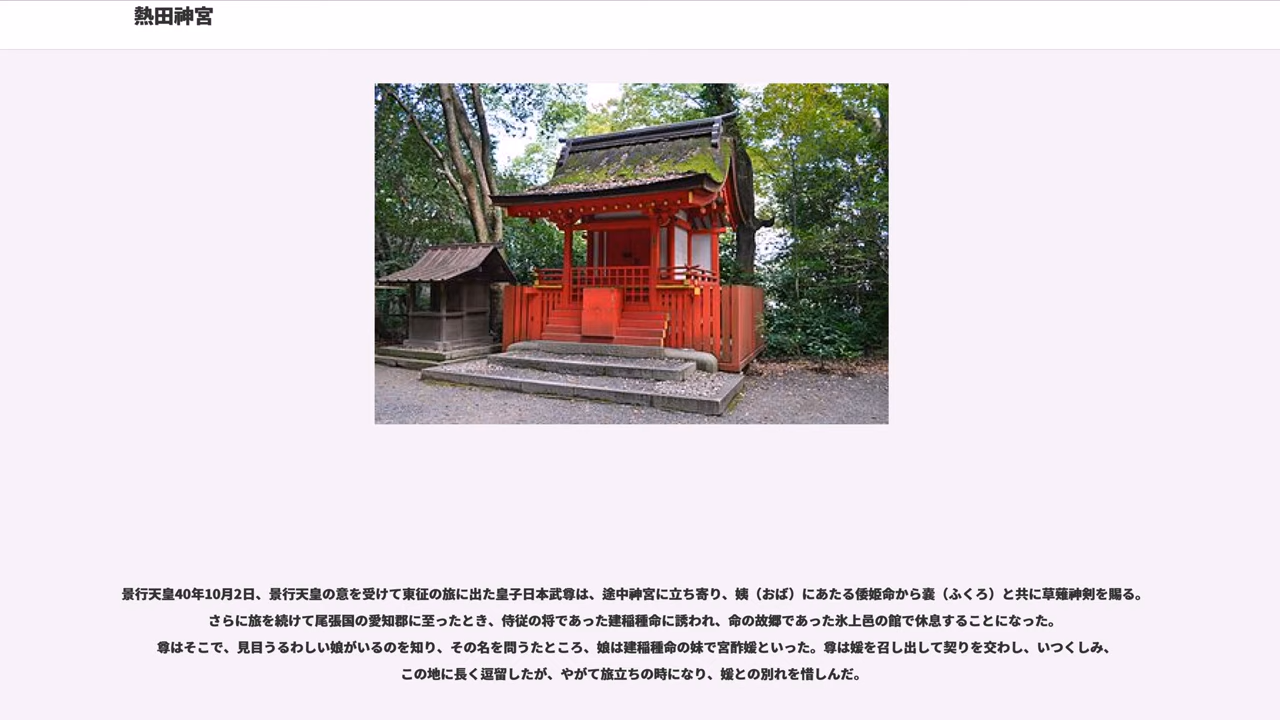 熱田神宮
景行天皇40年10月2日、景行天皇の意を受けて東征の旅に出た皇子日本武尊は、途中神宮に立ち寄り、姨（おば）にあたる倭姫命から嚢（ふくろ）と共に草薙神剣を賜る。
さらに旅を続けて尾張国の愛知郡に至ったとき、侍従の将であった建稲種命に誘われ、命の故郷であった氷上邑の館で休息することになった。
尊はそこで、見目うるわしい娘がいるのを知り、その名を問うたところ、娘は建稲種命の妹で宮酢媛といった。尊は媛を召し出して契りを交わし、いつくしみ、
この地に長く逗留したが、やがて旅立ちの時になり、媛との別れを惜しんだ。